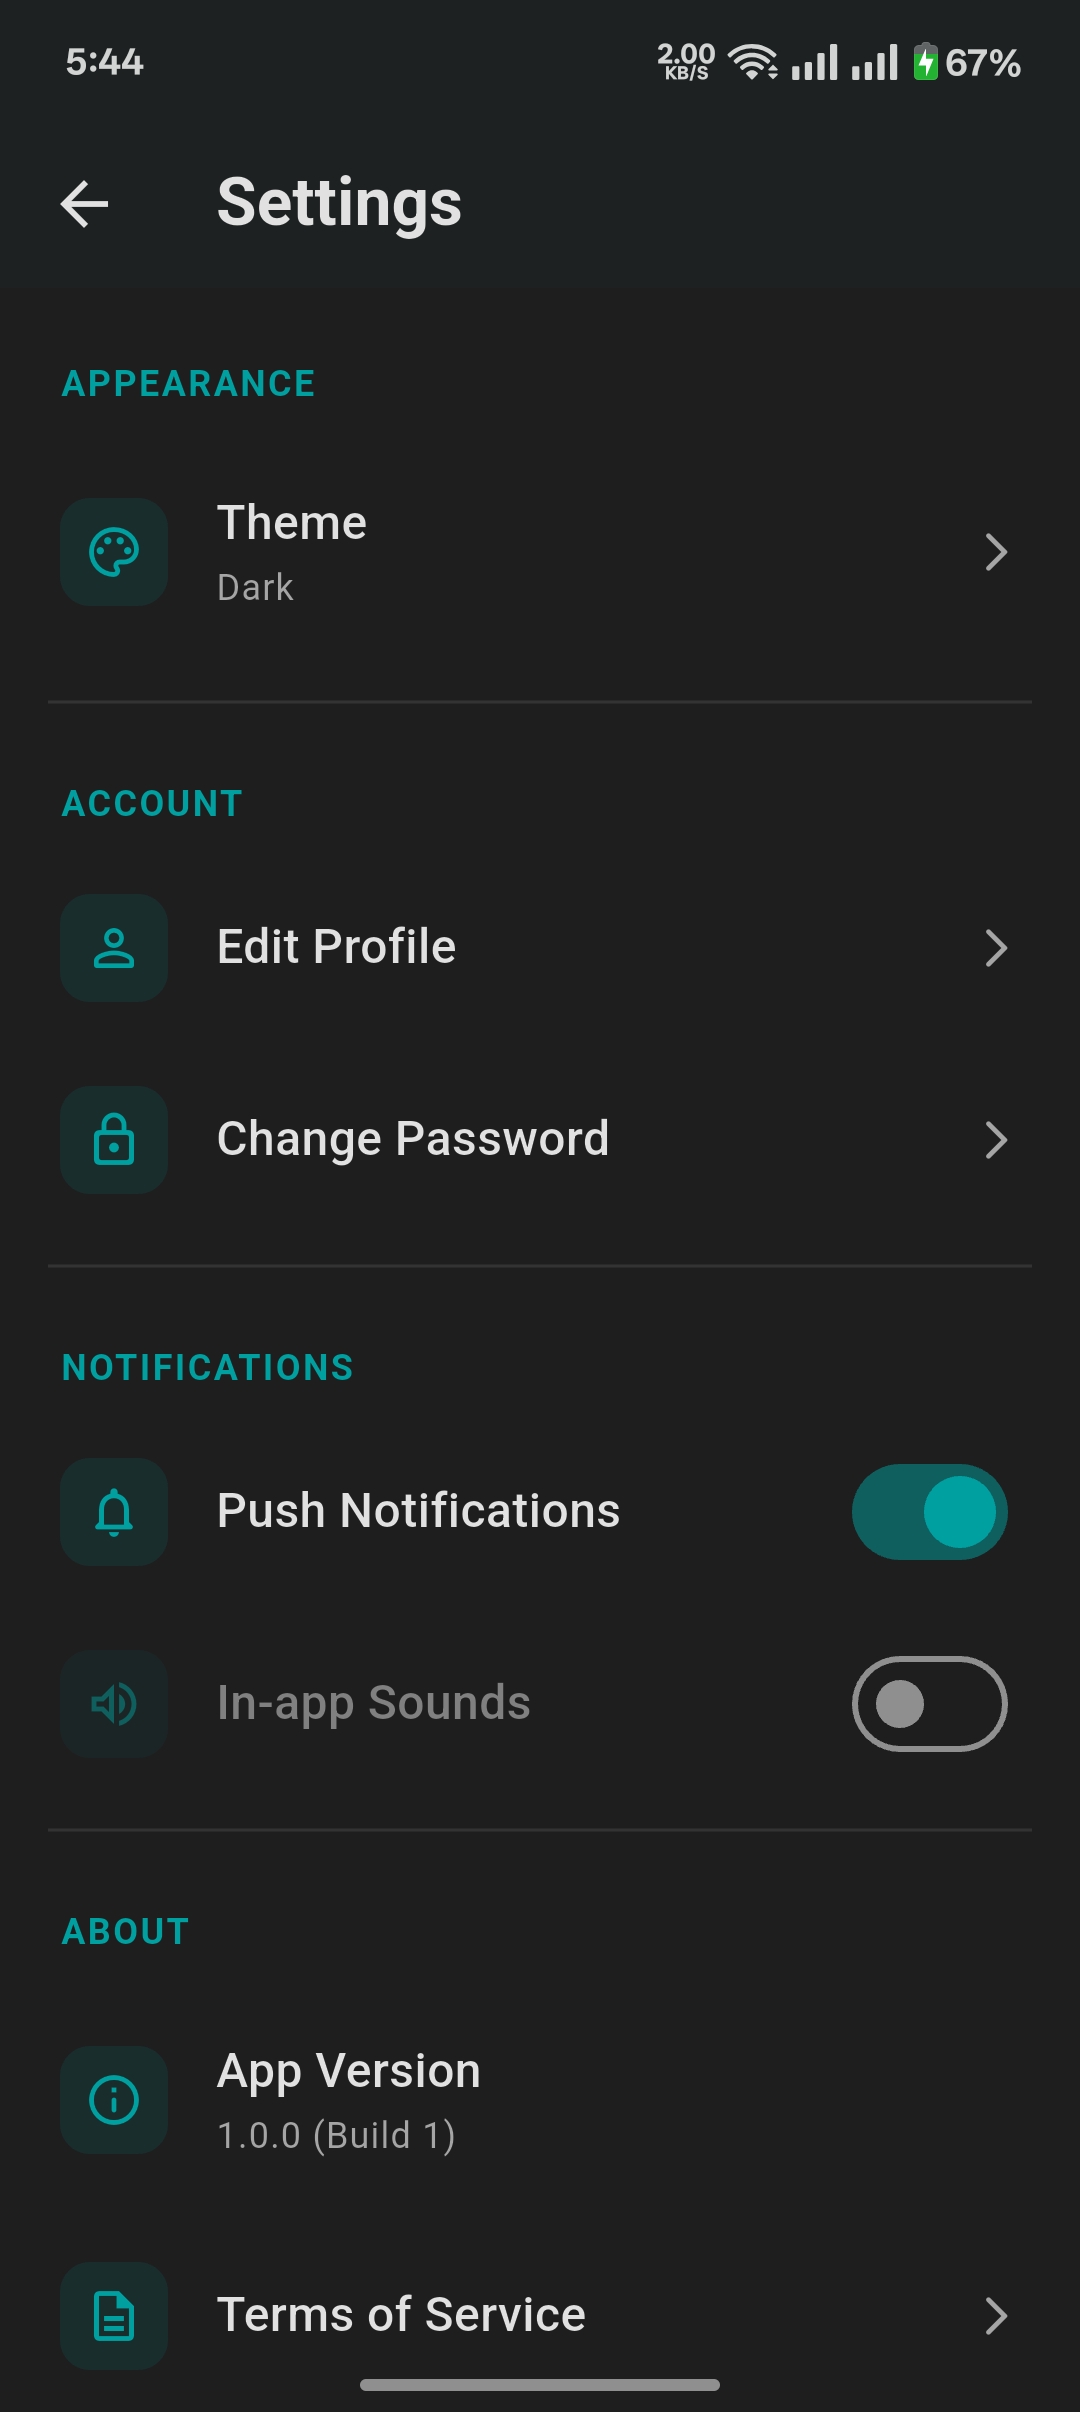 5:44
2.00
KB/S
67%
Settings
APPEARANCE
Theme
Dark
ACCOUNT
Edit Profile
Change Password
NOTIFICATIONS
Push Notifications
In-app Sounds
ABOUT
App Version
1.0.0 (Build 1)
Terms of Service